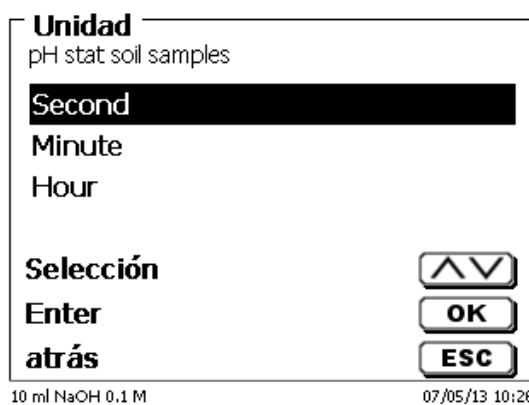 Unidad
pH stat soil samples
Second
Minute
Hour
Selección
Enter OK
atrás ESC
10 ml NaOH 0.1 M 07/05/13 10:26